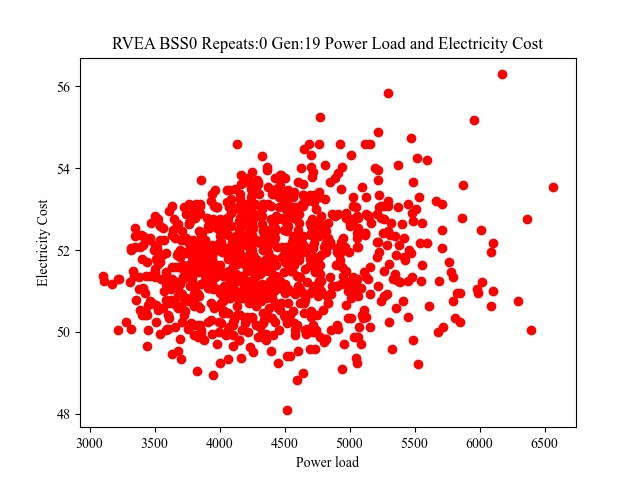 RVEA BSS0 Repeats:0 Gen:19 Power Load and Electricity Cost
56
54
52
50
48
Electricity Cost
3000 3500 4000 4500 5000 5500 6000 6500
Power load